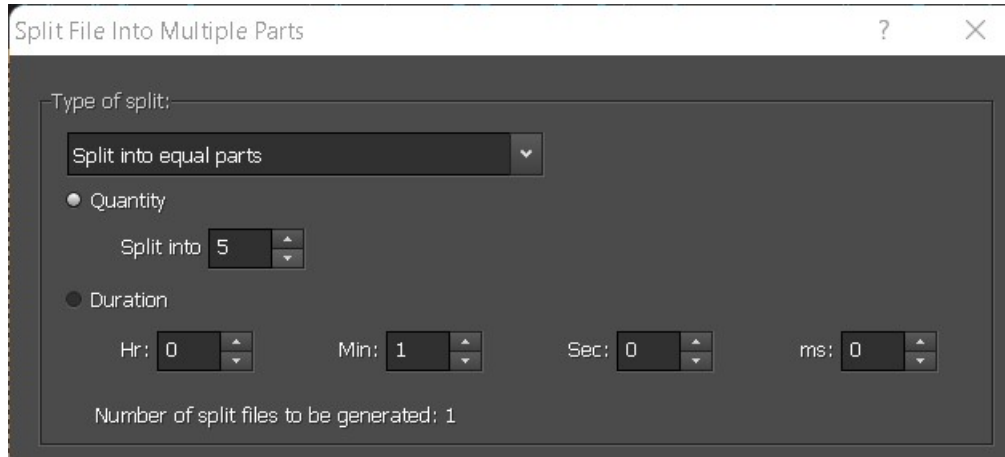 Split File Into Multiple Parts ?
Type of split:
Split into equal parts
Quantity
Split into 5
Duration
Hr: 0 Min: 1 Sec: 0 ms: 0
Number of split files to be generated: 1